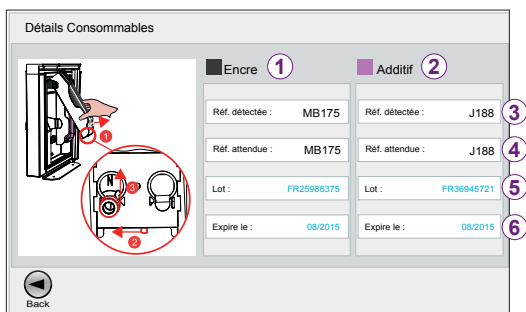 Détails Consommables
Encre 1 Additif 2
Réf. détectée : MB175 Réf. détectée : J188 3
Réf. attendue : MB175 Réf. attendue : J188 4
Lot : FR25986375 Lot : FR36945721 5
Expire le : 08/2015 Expire le : 08/2015 6
1
N
3
2
Back